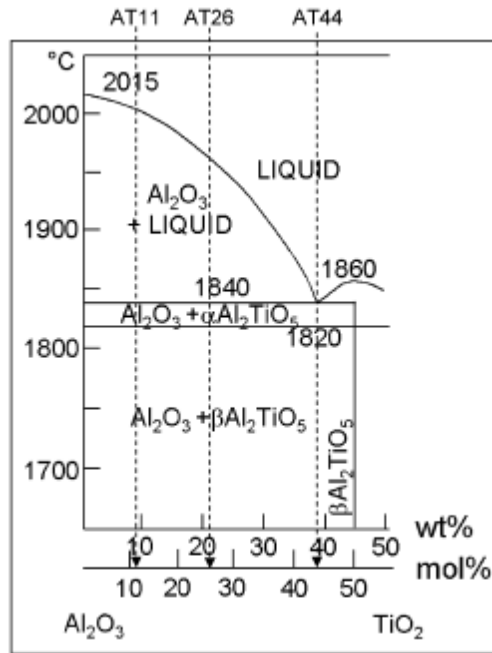 AT11 AT26 AT44
°C
2015
2000
LIQUID
Al₂O₃
+ LIQUID
1900
1860
1840
Al₂O₃ + αAl₂TiO₅
1820
1800
Al₂O₃ + βAl₂TiO₅
βAl₂TiO₅
1700
10 20 30 40 50 wt%
10 20 30 40 50 mol%
Al₂O₃ TiO₂